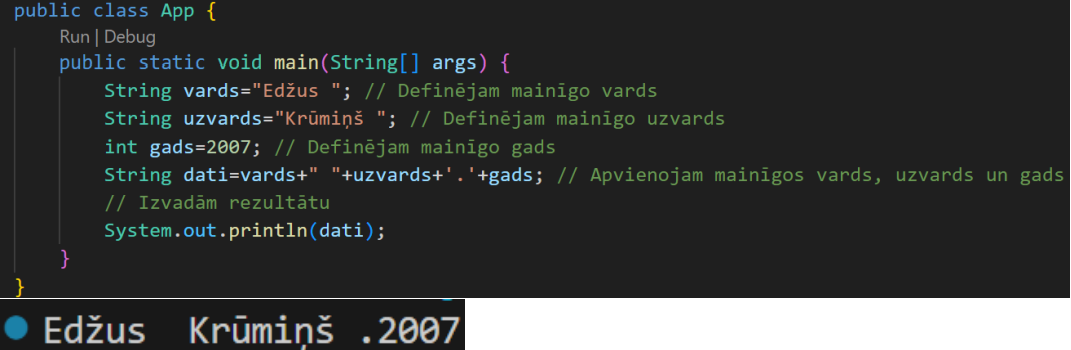 public class App {
Run | Debug
public static void main(String[] args) {
String vards="Edžus "; // Definējam mainīgo vards
String uzvards="Krūmiņš "; // Definējam mainīgo uzvards
int gads=2007; // Definējam mainīgo gads
String dati=vards+" "+uzvards+'.'+gads; // Apvienojam mainīgos vards, uzvards un gads
// Izvadām rezultātu
System.out.println(dati);
}
}
Edžus  Krūmiņš .2007